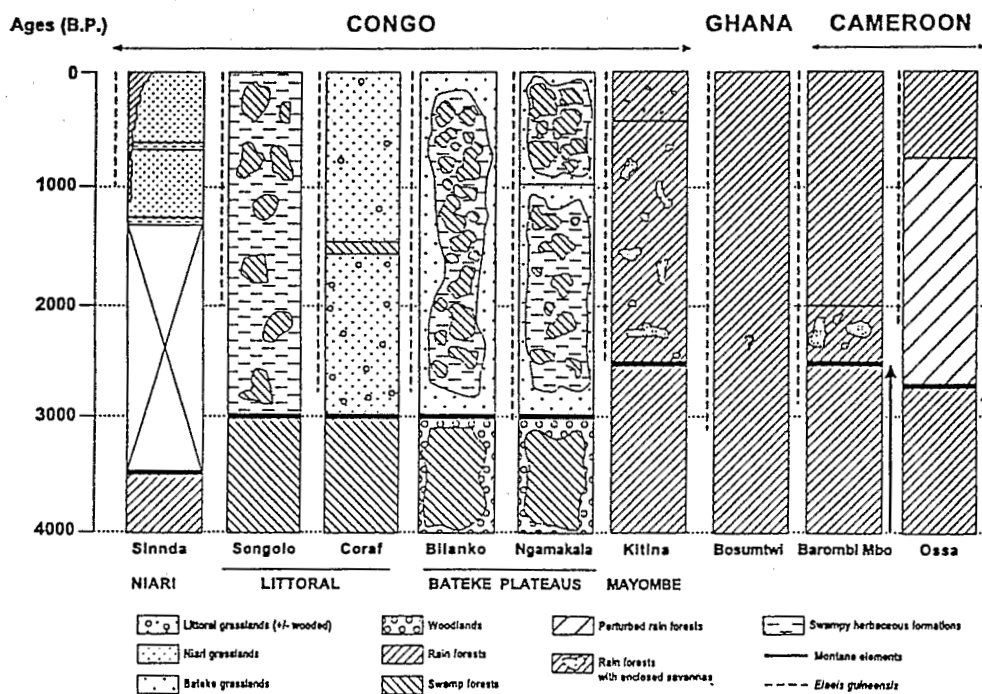 Ages (B.P.) CONGO GHANA CAMEROON
0
1000
2000
?
3000
4000
Sinnda Songolo Coraf Bilanko Ngamakala Kitina Bosumtwi Barombi Mbo Ossa
NIARI LITTORAL BATEKE PLATEAUS MAYOMBE
Littoral grasslands (+/- wooded) Woodlands Perturbed rain forests Swampy herbaceous formations
Niari grasslands Rain forests Rain forests with enclosed savannas Montane elements
Bateke grasslands Swamp forests Elaeis guineensis